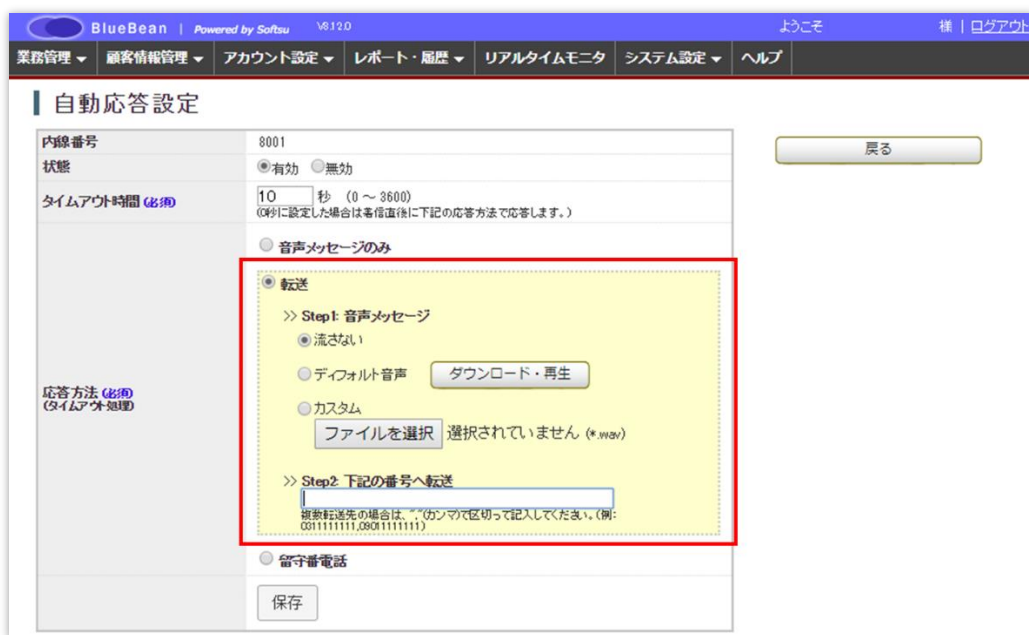 BlueBean | Powered by Softsu V8.12.0 ようこそ 様 | ログアウト
業務管理 ▼ 顧客情報管理 ▼ アカウント設定 ▼ レポート・履歴 ▼ リアルタイムモニタ システム設定 ▼ ヘルプ
自動応答設定
内線番号 8001
戻る
状態 有効 無効
タイムアウト時間 (必須) 10 秒 (0 ～ 3600)
(0秒に設定した場合は着信直後に下記の応答方法で応答します。)
音声メッセージのみ
転送
>> Step1: 音声メッセージ
流さない
ディフォルト音声 ダウンロード・再生
応答方法 (必須)
(タイムアウト処理)
カスタム
ファイルを選択 選択されていません (*.wav)
>> Step2: 下記の番号へ転送
複数転送先の場合は、","(カンマ)で区切って記入してください。(例:
0311111111,09011111111)
留守番電話
保存